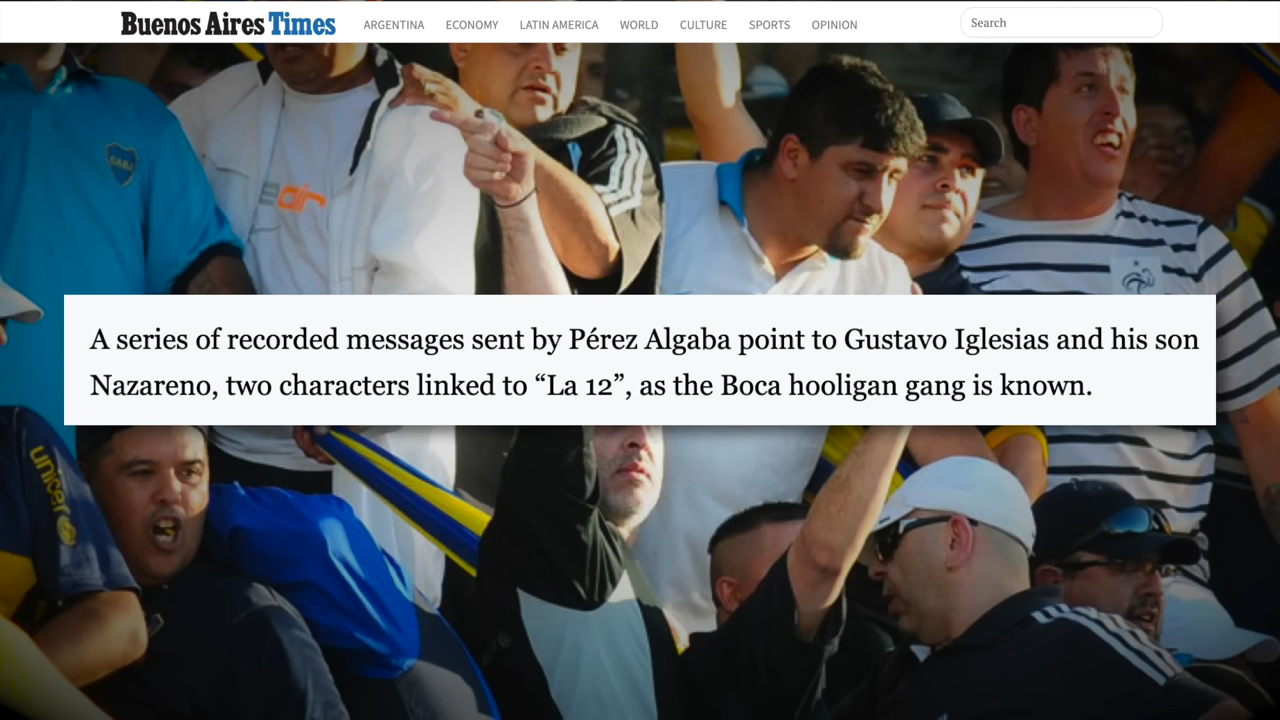 Buenos Aires Times
ARGENTINA ECONOMY LATIN AMERICA WORLD CULTURE SPORTS OPINION
Search
CABJ
air
A series of recorded messages sent by Pérez Algaba point to Gustavo Iglesias and his son
Nazareno, two characters linked to “La 12”, as the Boca hooligan gang is known.
unicef